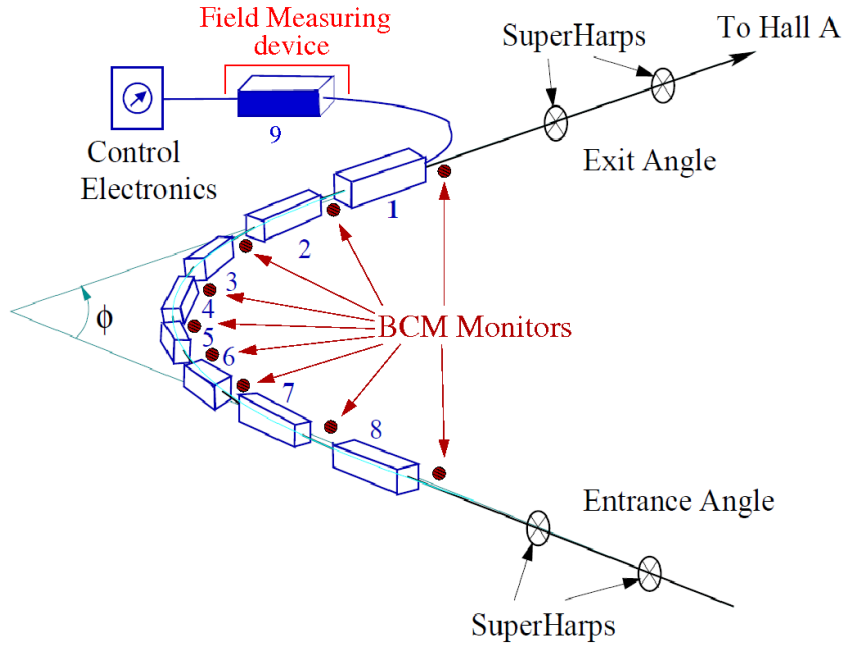 Field Measuring
device
SuperHarps
To Hall A
9
Control
Electronics
Exit Angle
1
2
3
4
5
6
7
8
ϕ
BCM Monitors
Entrance Angle
SuperHarps